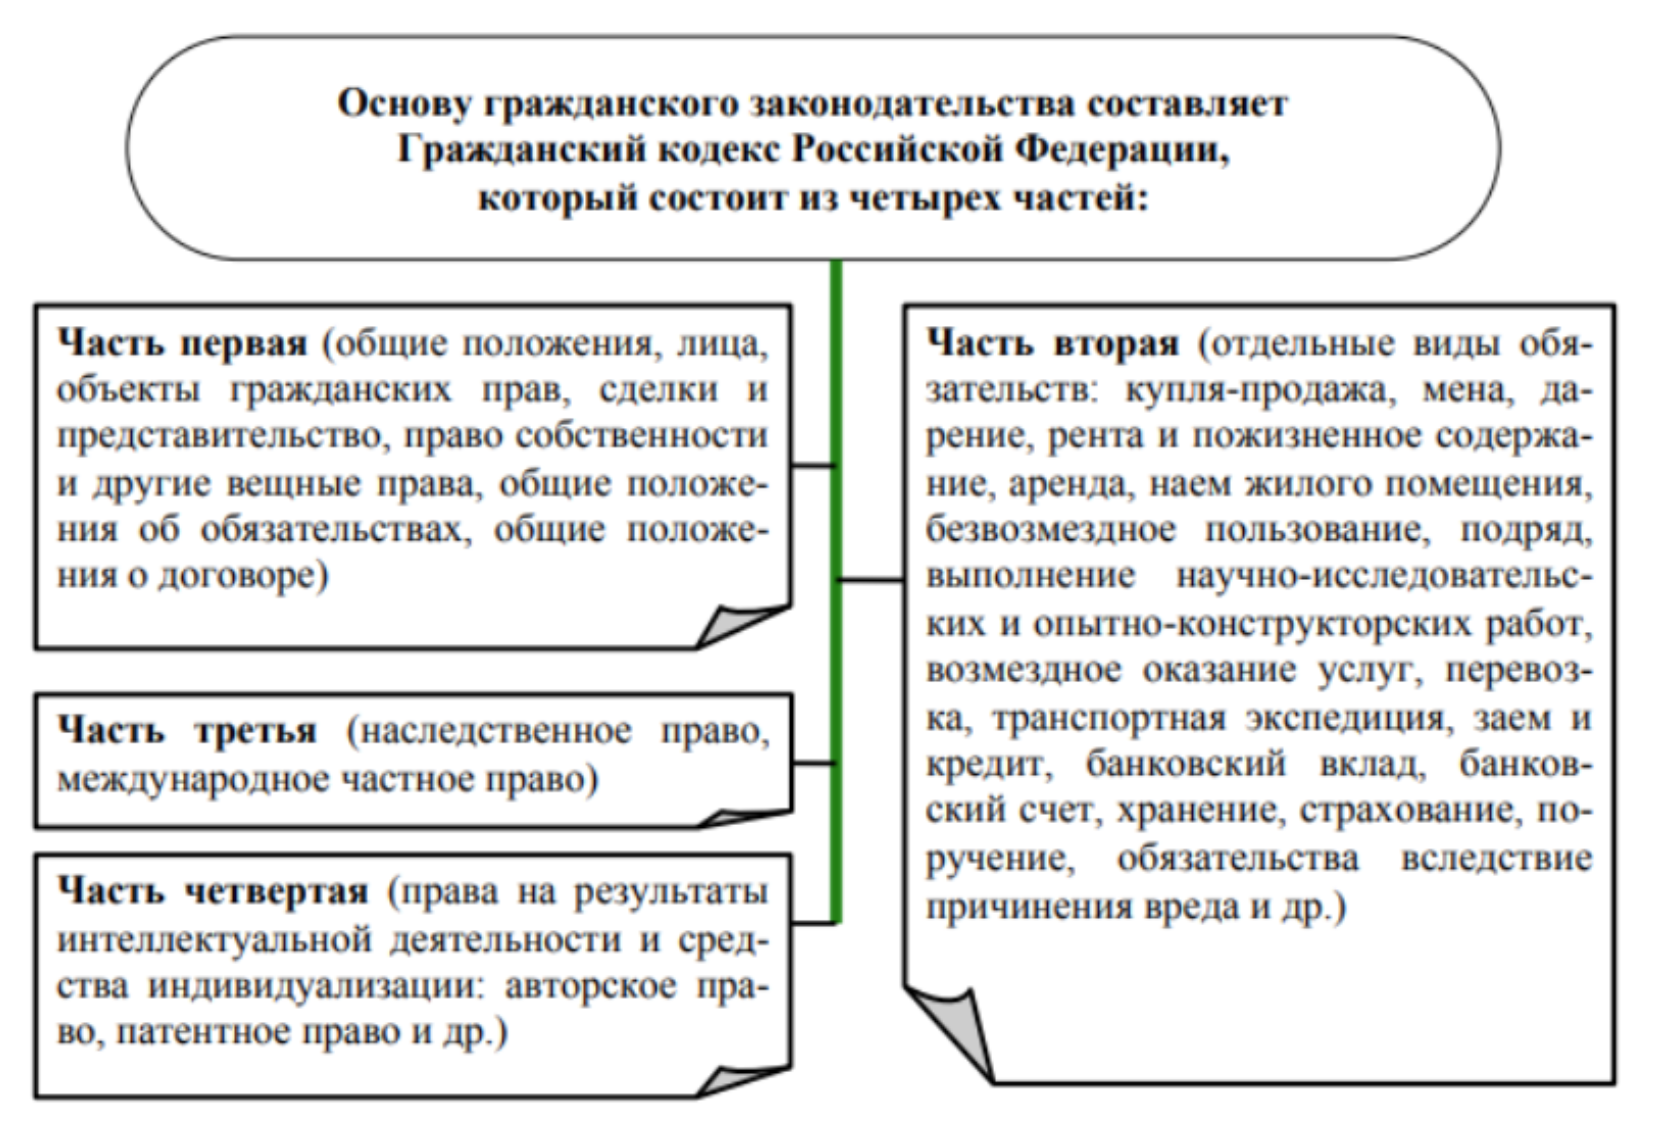 Основу гражданского законодательства составляет
Гражданский кодекс Российской Федерации,
который состоит из четырех частей:
Часть первая (общие положения, лица,
объекты гражданских прав, сделки и
представительство, право собственности
и другие вещные права, общие положе-
ния об обязательствах, общие положе-
ния о договоре)
Часть вторая (отдельные виды обя-
зательств: купля-продажа, мена, да-
рение, рента и пожизненное содержа-
ние, аренда, наем жилого помещения,
безвозмездное пользование, подряд,
выполнение научно-исследовательс-
ких и опытно-конструкторских работ,
возмездное оказание услуг, перевоз-
ка, транспортная экспедиция, заем и
кредит, банковский вклад, банков-
ский счет, хранение, страхование, по-
ручение, обязательства вследствие
причинения вреда и др.)
Часть третья (наследственное право,
международное частное право)
Часть четвертая (права на результаты
интеллектуальной деятельности и сред-
ства индивидуализации: авторское пра-
во, патентное право и др.)